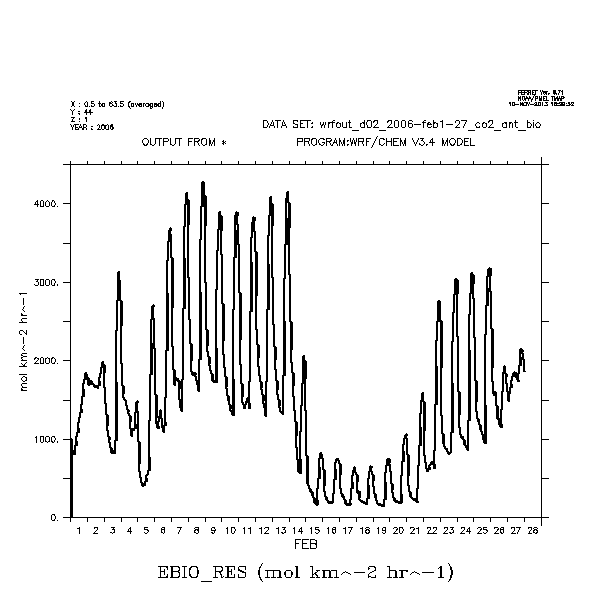 FERRET Ver. 6.71
NOAA/PMEL TMAP
X : 0.5 to 63.5 (averaged)
Y : 44
Z : 1
YEAR : 2006
DATA SET: wrfout_d02_2006-feb1-27_co2_ant_bio
OUTPUT FROM * PROGRAM:WRF/CHEM V3.4 MODEL
4000.
3000.
2000.
1000.
0.
mol km^-2 hr^-1
1 2 3 4 5 6 7 8 9 10 11 12 13 14 15 16 17 18 19 20 21 22 23 24 25 26 27 28
FEB
EBIO_RES (mol km^-2 hr^-1)